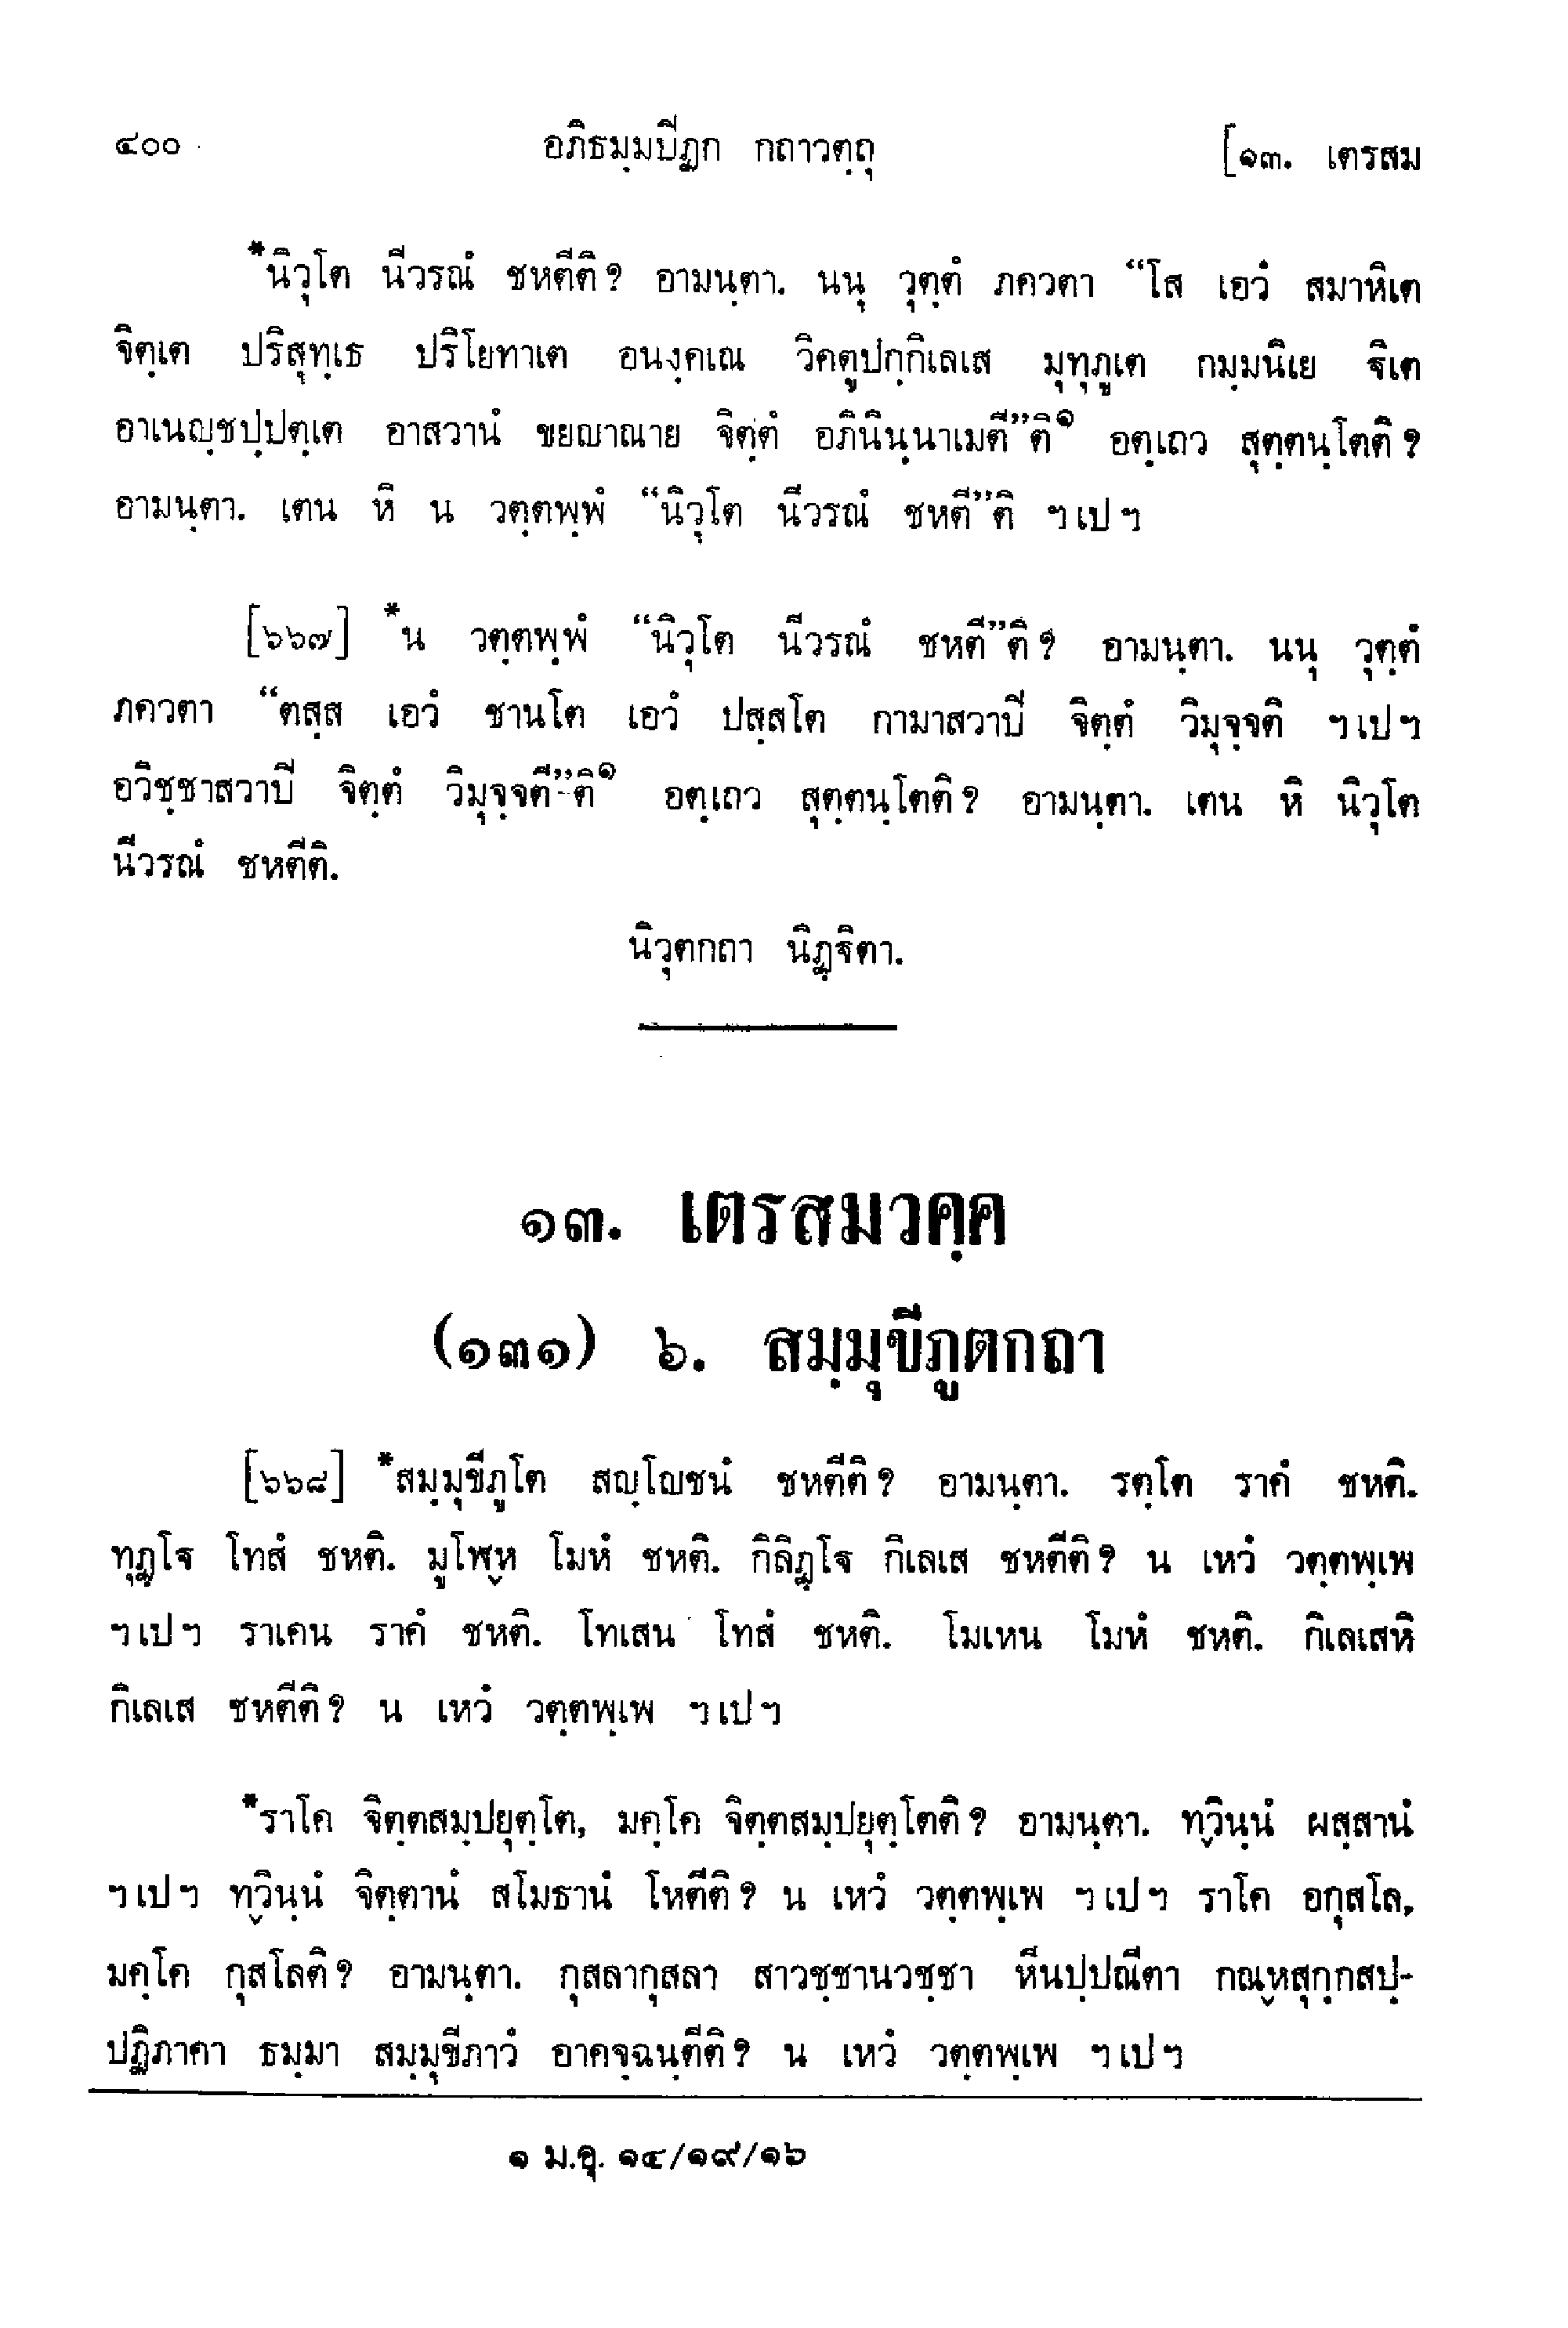 ๔๐๐ อภิธมฺมปิฏก กถาวตฺถุ [๑๓. เตรสม
*นิวุโต นีวรณํ ชหตีติ? อามนฺตา. นนุ วุตฺตํ ภควตา “โส เอวํ สมาหิเต
จิตฺเต ปริสุทฺเธ ปริโยทาเต อนงฺคเณ วิคตูปกฺกิเลเส มุทุภูเต กมฺมนิเย ฐิเต
อาเนญฺชปฺปตฺเต อาสวานํ ขยญาณาย จิตฺตํ อภินินฺนาเมตี”ติ๑ อตฺเถว สุตฺตนฺโตติ?
อามนฺตา. เตน หิ น วตฺตพฺพํ “นิวุโต นีวรณํ ชหตี”ติ ฯเปฯ
[๖๖๗] *น วตฺตพฺพํ “นิวุโต นีวรณํ ชหตี”ติ? อามนฺตา. นนุ วุตฺตํ
ภควตา “ตสฺส เอวํ ชานโต เอวํ ปสฺสโต กามาสวาปิ จิตฺตํ วิมุจฺจติ ฯเปฯ
อวิชฺชาสวาปิ จิตฺตํ วิมุจฺจตี”ติ๑ อตฺเถว สุตฺตนฺโตติ? อามนฺตา. เตน หิ นิวุโต
นีวรณํ ชหตีติ.
นิวุตกถา นิฏฺฐิตา.
๑๓. เตรสมวคฺค
(๑๓๑) ๖. สมฺมุขีภูตกถา
[๖๖๘] *สมฺมุขีภูโต สญฺโญชนํ ชหตีติ? อามนฺตา. รตฺโต ราคํ ชหติ.
ทุฏฺโฐ โทสํ ชหติ. มูโฬฺห โมหํ ชหติ. กิลิฏฺโฐ กิเลเส ชหตีติ? น เหวํ วตฺตพฺเพ
ฯเปฯ ราเคน ราคํ ชหติ. โทเสน โทสํ ชหติ. โมเหน โมหํ ชหติ. กิเลเสหิ
กิเลเส ชหตีติ? น เหวํ วตฺตพฺเพ ฯเปฯ
*ราโค จิตฺตสมฺปยุตฺโต, มคฺโค จิตฺตสมฺปยุตฺโตติ? อามนฺตา. ทฺวินฺนํ ผสฺสานํ
ฯเปฯ ทฺวินฺนํ จิตฺตานํ สโมธานํ โหตีติ? น เหวํ วตฺตพฺเพ ฯเปฯ ราโค อกุสโล,
มคฺโค กุสโลติ? อามนฺตา. กุสลากุสลา สาวชฺชานวชฺชา หีนปฺปณีตา กณฺหสุกฺกสปฺ-
ปฏิภาคา ธมฺมา สมฺมุขีภาวํ อาคจฺฉนฺตีติ? น เหวํ วตฺตพฺเพ ฯเปฯ
๑ ม.อุ. ๑๔/๑๙/๑๖